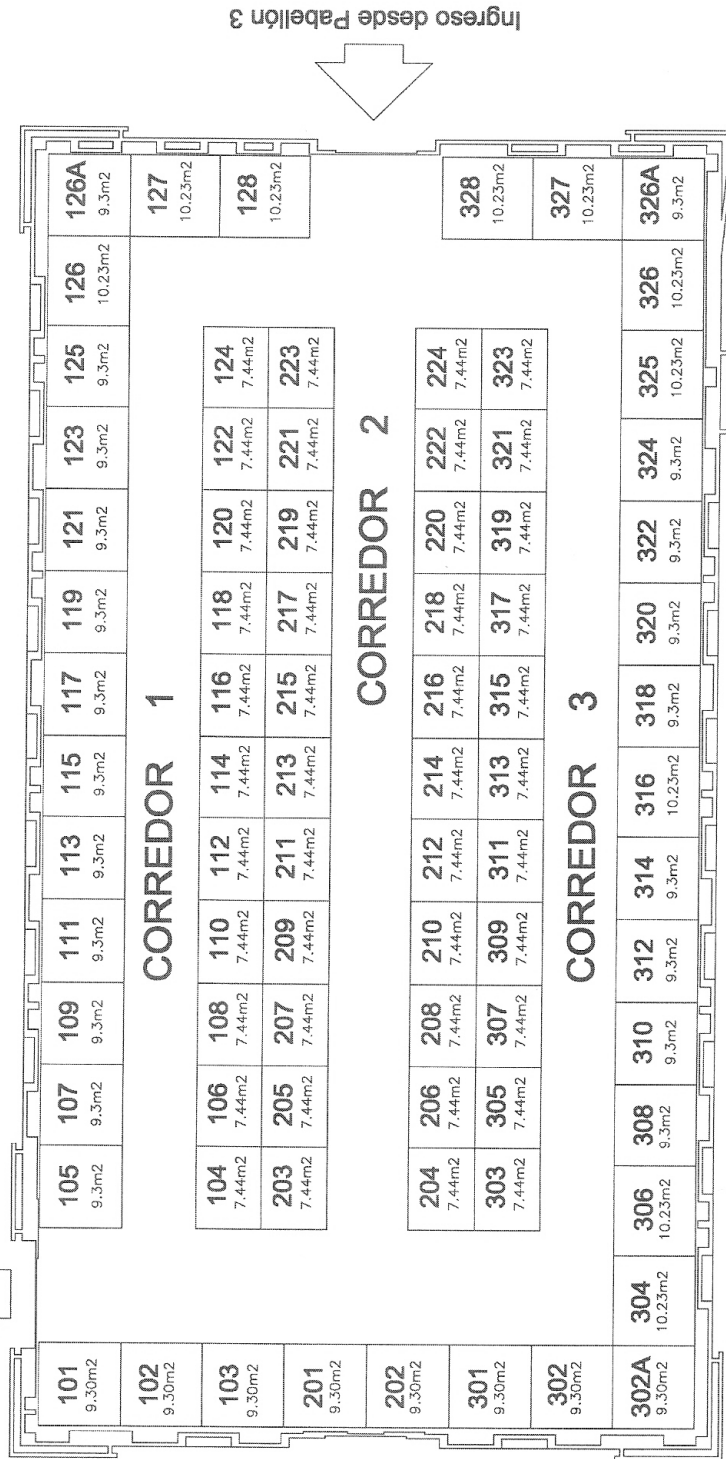 Ingreso desde Pabellón 3
101
9.30m2
105
9.3m2
107
9.3m2
109
9.3m2
111
9.3m2
113
9.3m2
115
9.3m2
117
9.3m2
119
9.3m2
121
9.3m2
123
9.3m2
125
9.3m2
126
10.23m2
126A
9.3m2
102
9.30m2
CORREDOR 1
127
10.23m2
103
9.30m2
104
7.44m2
106
7.44m2
108
7.44m2
110
7.44m2
112
7.44m2
114
7.44m2
116
7.44m2
118
7.44m2
120
7.44m2
122
7.44m2
124
7.44m2
128
10.23m2
201
9.30m2
203
7.44m2
205
7.44m2
207
7.44m2
209
7.44m2
211
7.44m2
213
7.44m2
215
7.44m2
217
7.44m2
219
7.44m2
221
7.44m2
223
7.44m2
202
9.30m2
CORREDOR 2
301
9.30m2
204
7.44m2
206
7.44m2
208
7.44m2
210
7.44m2
212
7.44m2
214
7.44m2
216
7.44m2
218
7.44m2
220
7.44m2
222
7.44m2
224
7.44m2
328
10.23m2
303
7.44m2
305
7.44m2
307
7.44m2
309
7.44m2
311
7.44m2
313
7.44m2
315
7.44m2
317
7.44m2
319
7.44m2
321
7.44m2
323
7.44m2
302
9.30m2
CORREDOR 3
327
10.23m2
302A
9.30m2
304
10.23m2
306
10.23m2
308
9.3m2
310
9.3m2
312
9.3m2
314
9.3m2
316
10.23m2
318
9.3m2
320
9.3m2
322
9.3m2
324
9.3m2
325
10.23m2
326
10.23m2
326A
9.3m2